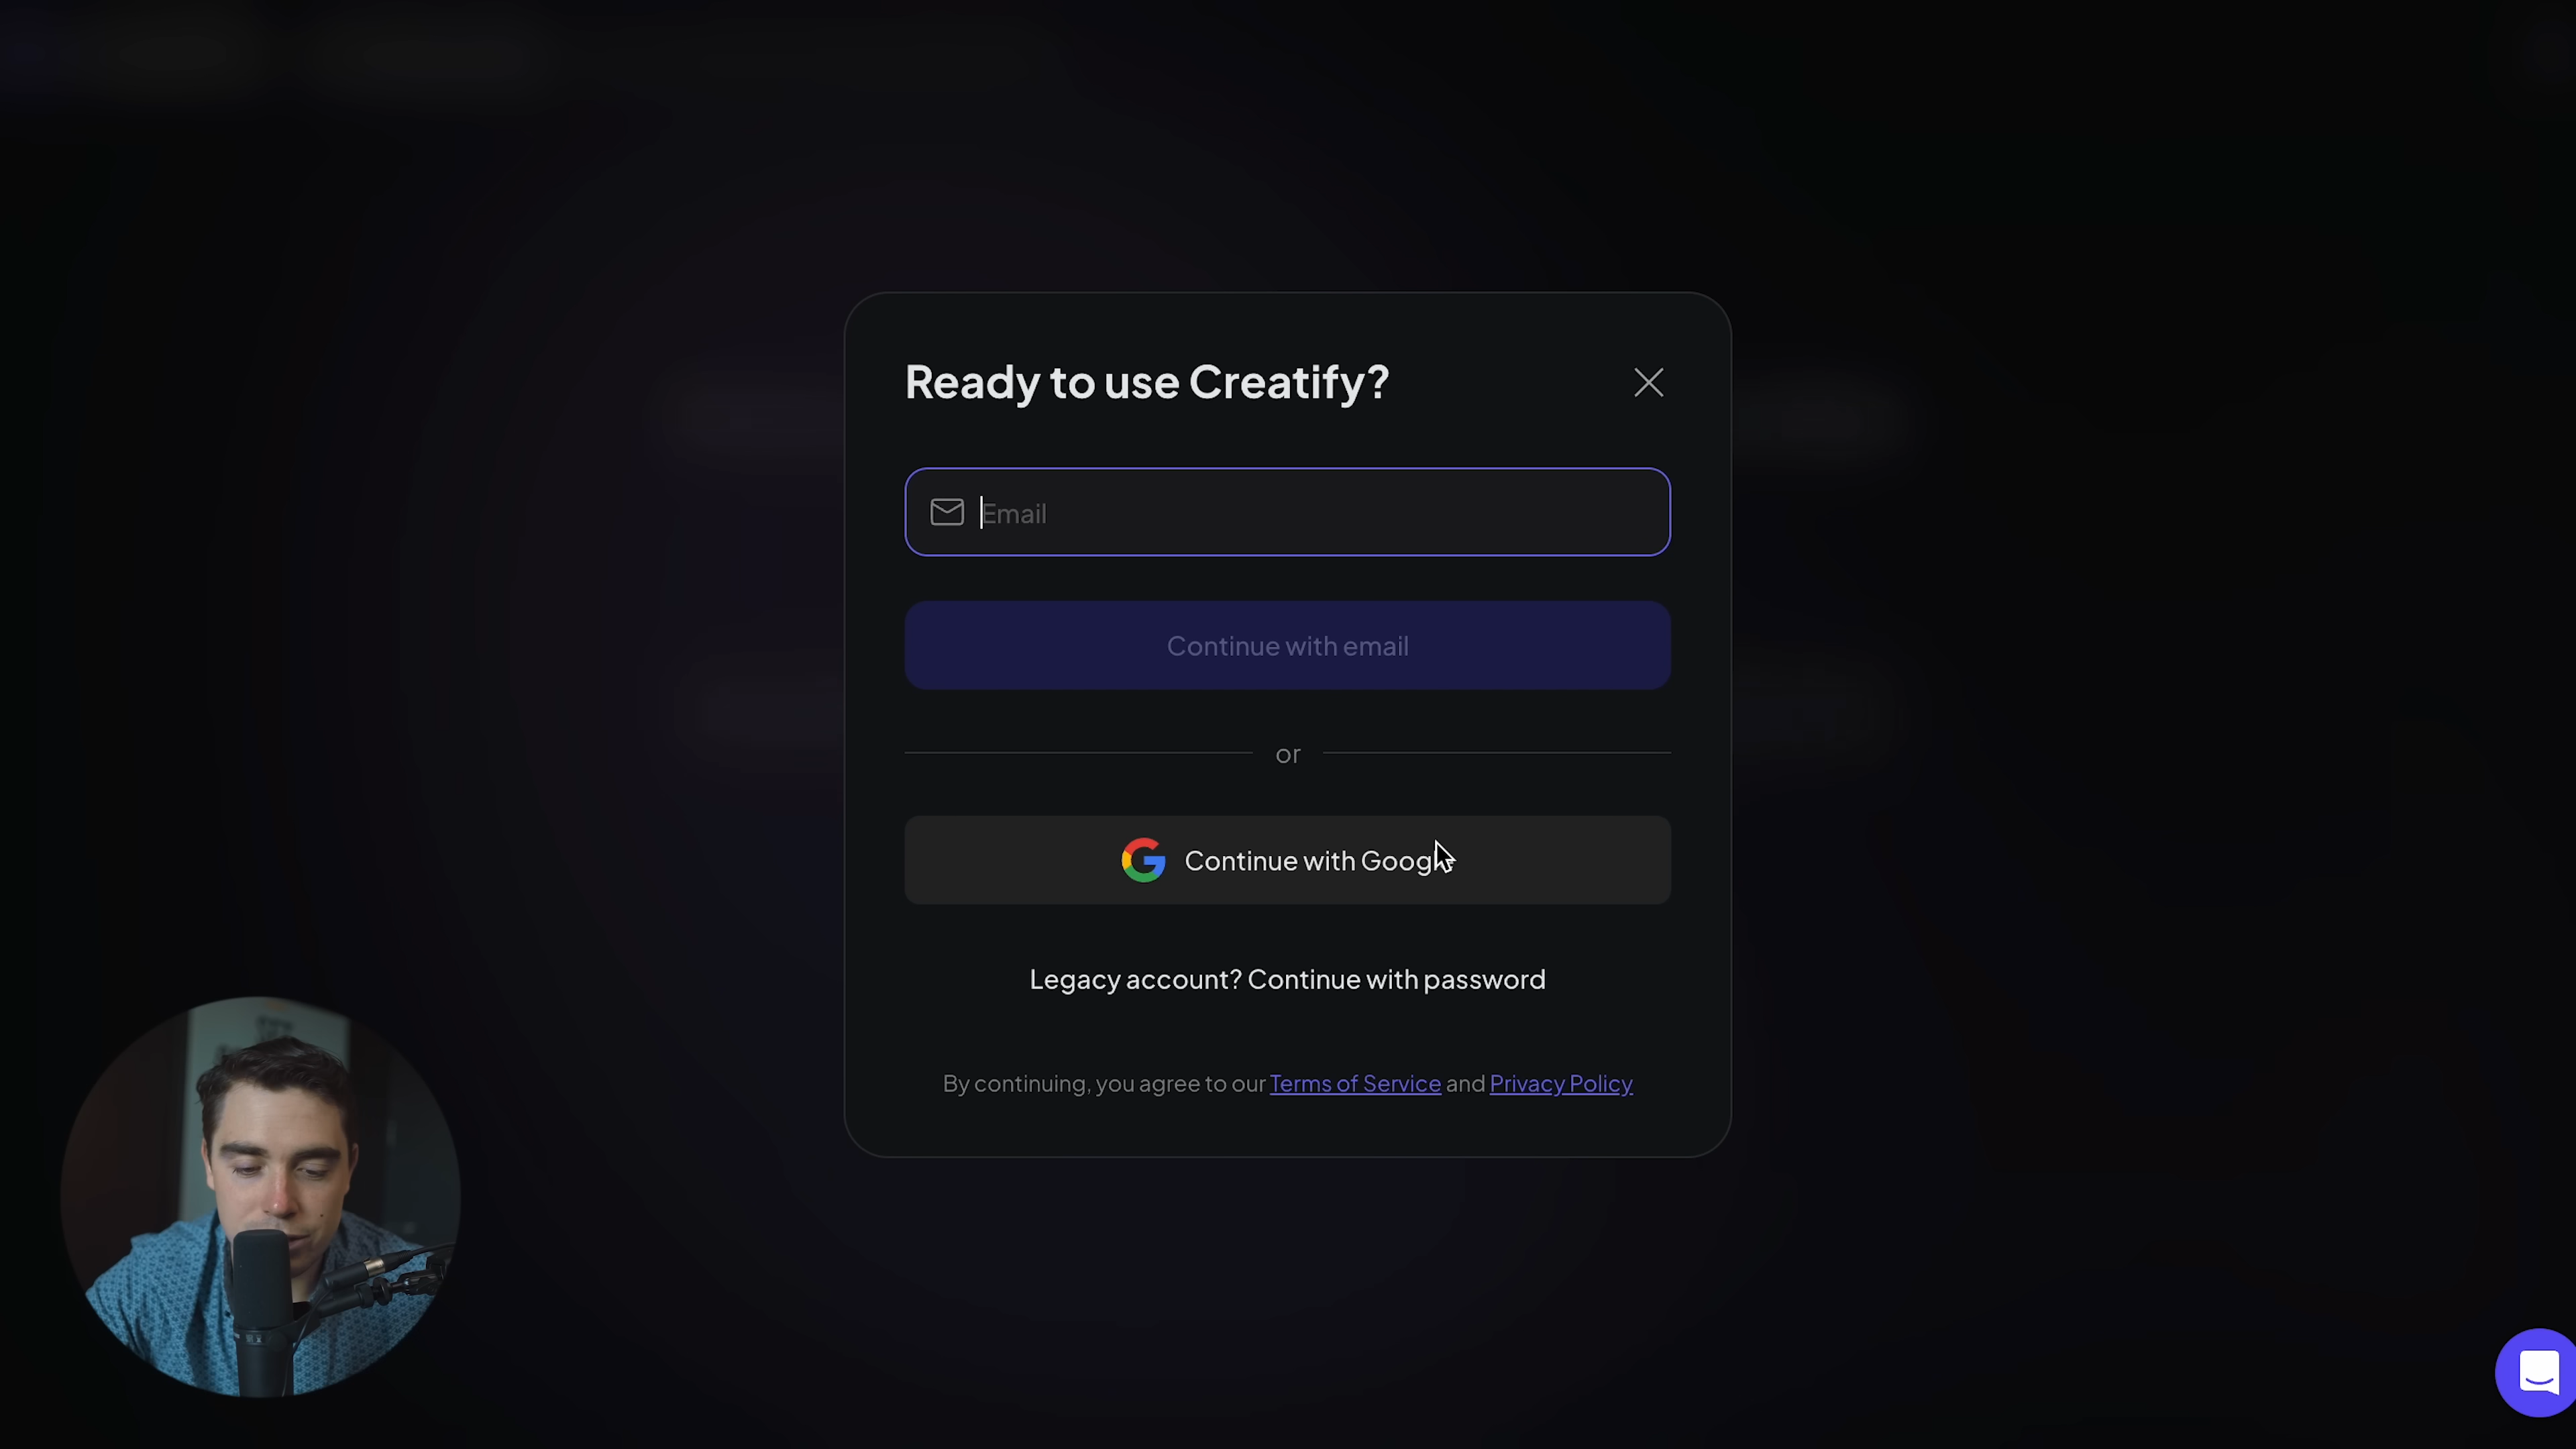 Ready to use Creatify?
Email
Continue with email
or
Continue with Google
Legacy account? Continue with password
By continuing, you agree to our Terms of Service and Privacy Policy